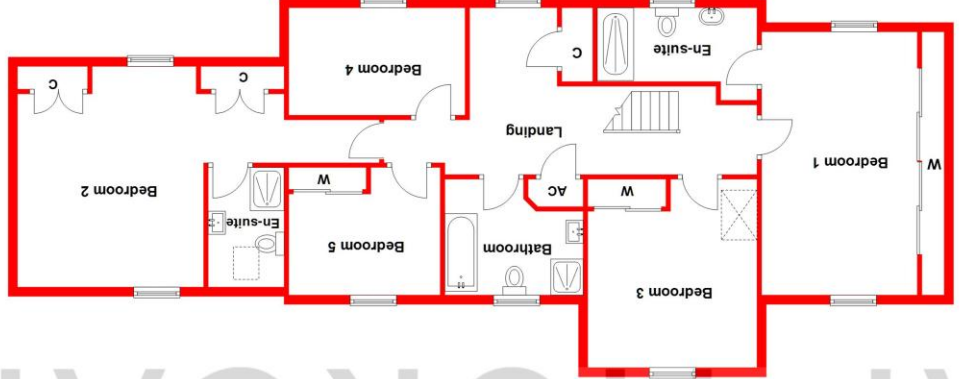 Bedroom 3
Bathroom
Bedroom 5
En-suite
W
AC
W
Bedroom 2
W
Bedroom 1
Landing
C
C
Bedroom 4
C
En-suite